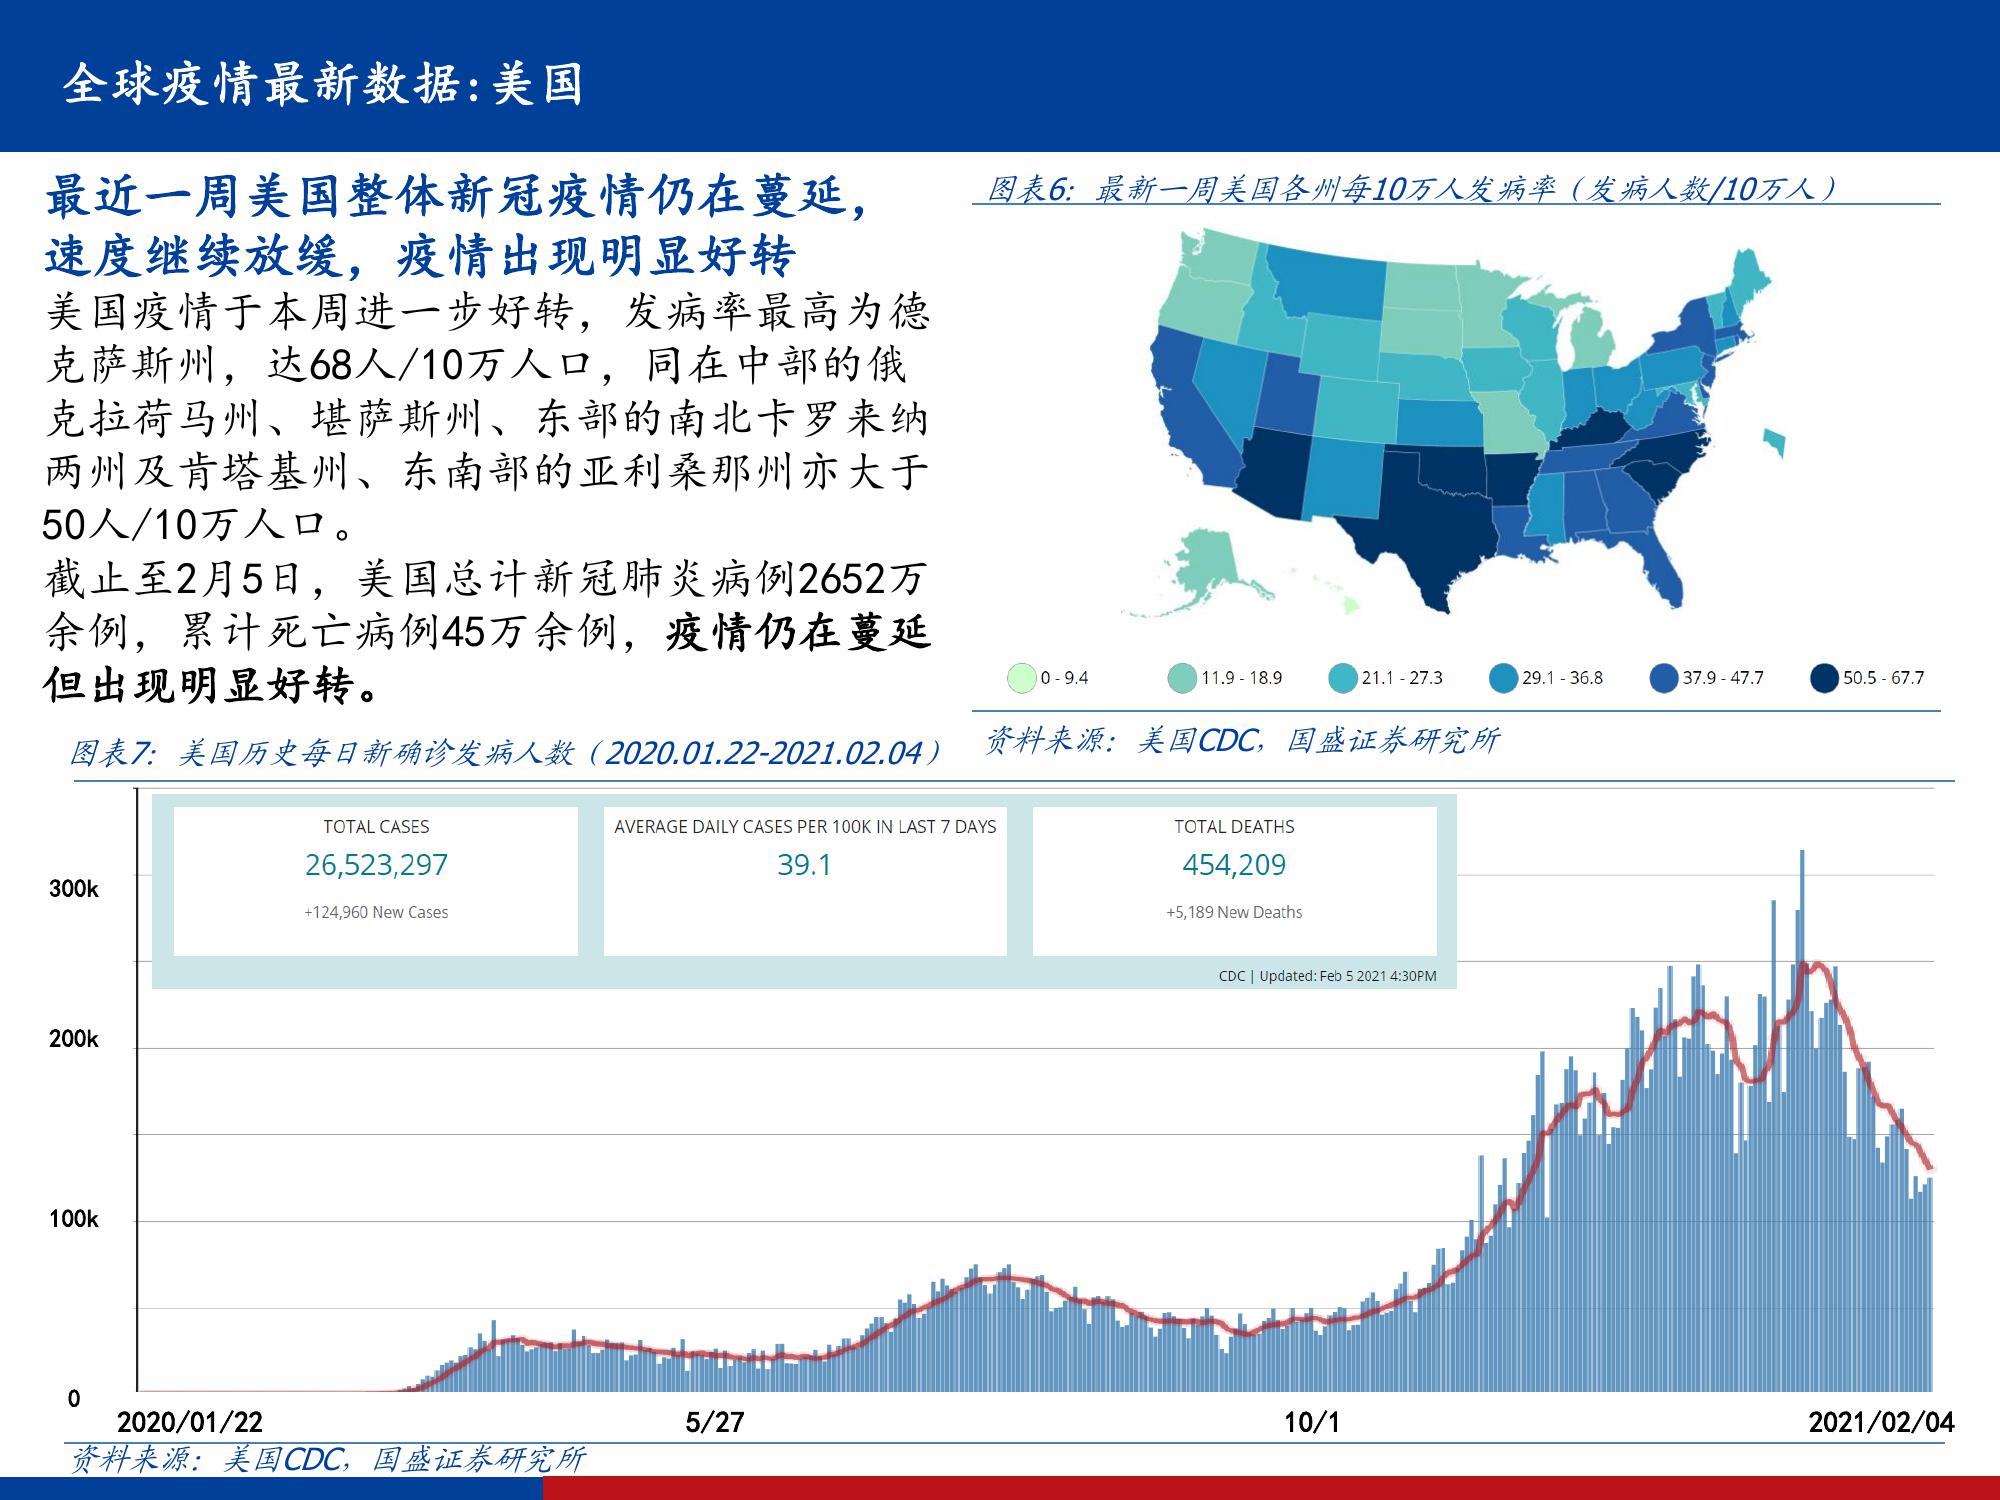 全球疫情最新数据:美国
最近一周美国整体新冠疫情仍在蔓延，
速度继续放缓，疫情出现明显好转
美国疫情于本周进一步好转，发病率最高为德
克萨斯州，达68人/10万人口，同在中部的俄
克拉荷马州、堪萨斯州、东部的南北卡罗来纳
两州及肯塔基州、东南部的亚利桑那州亦大于
50人/10万人口。
截止至2月5日，美国总计新冠肺炎病例2652万
余例，累计死亡病例45万余例，疫情仍在蔓延
但出现明显好转。
图表6：最新一周美国各州每10万人发病率（发病人数/10万人）
0 - 9.4
11.9 - 18.9
21.1 - 27.3
29.1 - 36.8
37.9 - 47.7
50.5 - 67.7
资料来源：美国CDC，国盛证券研究所
图表7：美国历史每日新确诊发病人数（2020.01.22-2021.02.04）
TOTAL CASES
26,523,297
+124,960 New Cases
AVERAGE DAILY CASES PER 100K IN LAST 7 DAYS
39.1
TOTAL DEATHS
454,209
+5,189 New Deaths
CDC | Updated: Feb 5 2021 4:30PM
300k
200k
100k
0
2020/01/22
5/27
10/1
2021/02/04
资料来源：美国CDC，国盛证券研究所